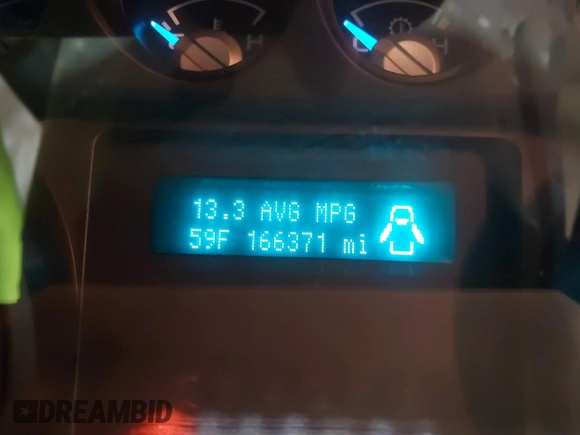 H
C H
13.3 AVG MPG
59F 166371 mi
DREAMBID